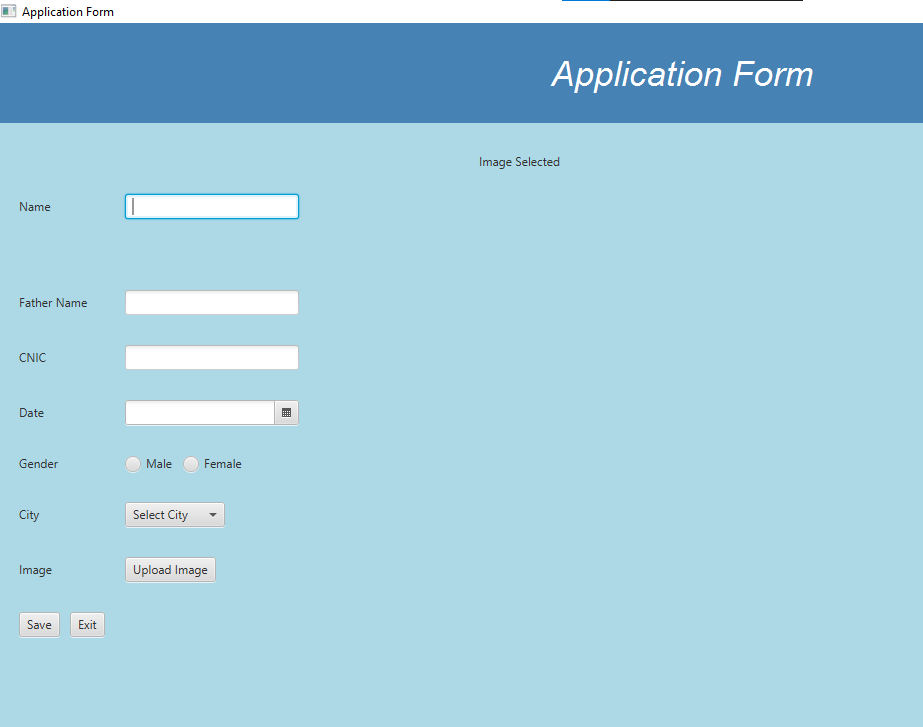 Application Form
Application Form
Image Selected
Name
Father Name
CNIC
Date
Gender Male Female
City Select City
Image Upload Image
Save Exit